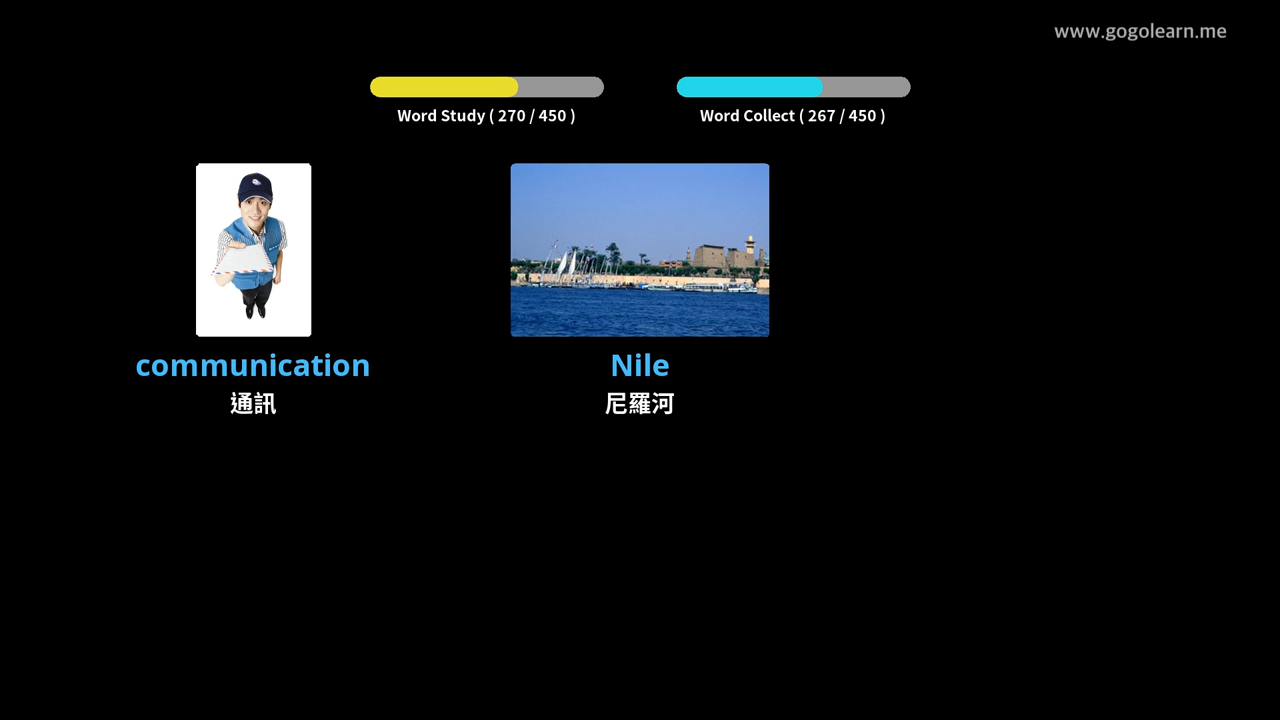 www.gogolearn.me
Word Study ( 270 / 450 )
Word Collect ( 267 / 450 )
communication
通訊
Nile
尼羅河